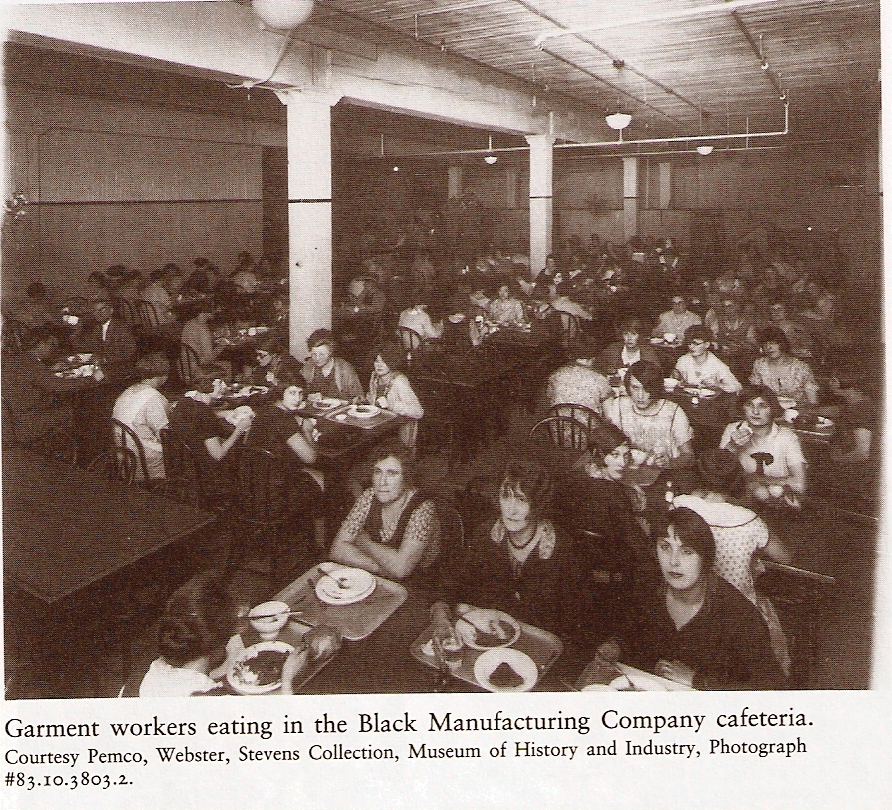 Garment workers eating in the Black Manufacturing Company cafeteria.
Courtesy Pemco, Webster, Stevens Collection, Museum of History and Industry, Photograph
#83.10.3803.2.